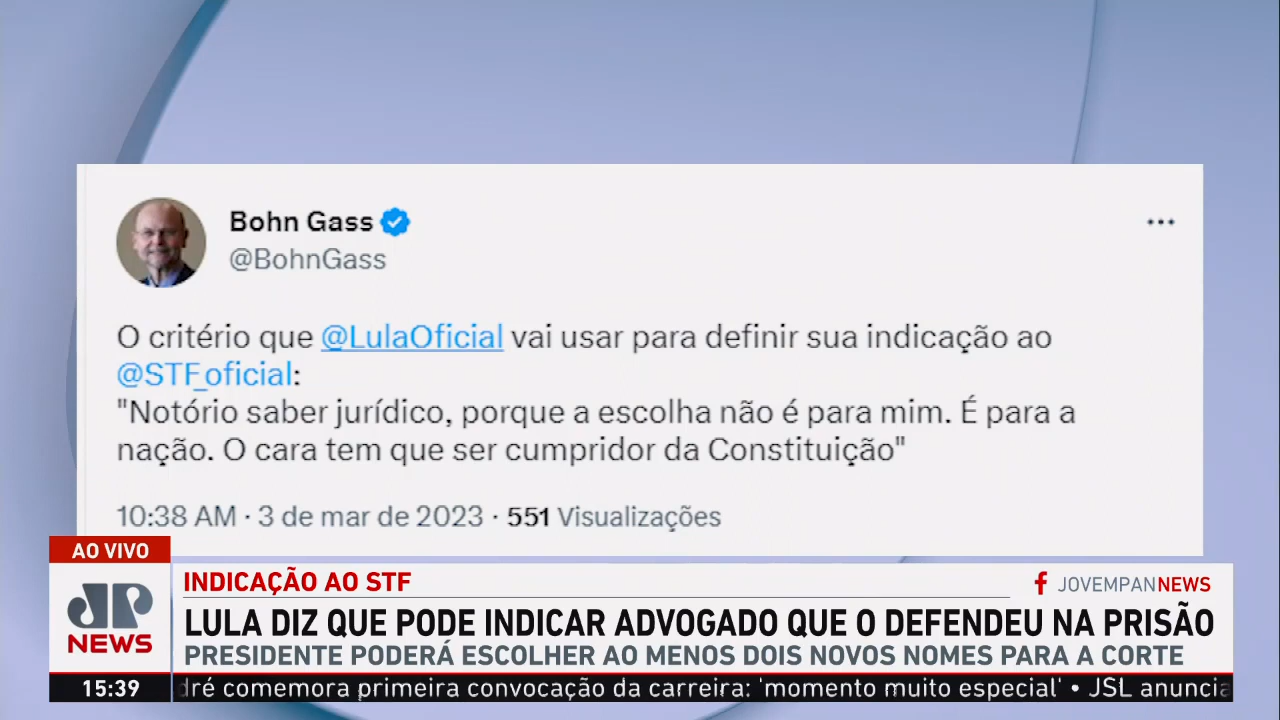 Bohn Gass
@BohnGass
O critério que @LulaOficial vai usar para definir sua indicação ao
@STF_oficial:
"Notório saber jurídico, porque a escolha não é para mim. É para a
nação. O cara tem que ser cumpridor da Constituição"
10:38 AM · 3 de mar de 2023 · 551 Visualizações
AO VIVO
JP
NEWS
INDICAÇÃO AO STF
JOVEMPANNEWS
LULA DIZ QUE PODE INDICAR ADVOGADO QUE O DEFENDEU NA PRISÃO
PRESIDENTE PODERÁ ESCOLHER AO MENOS DOIS NOVOS NOMES PARA A CORTE
15:39
dré comemora primeira convocação da carreira: 'momento muito especial' • JSL anuncia